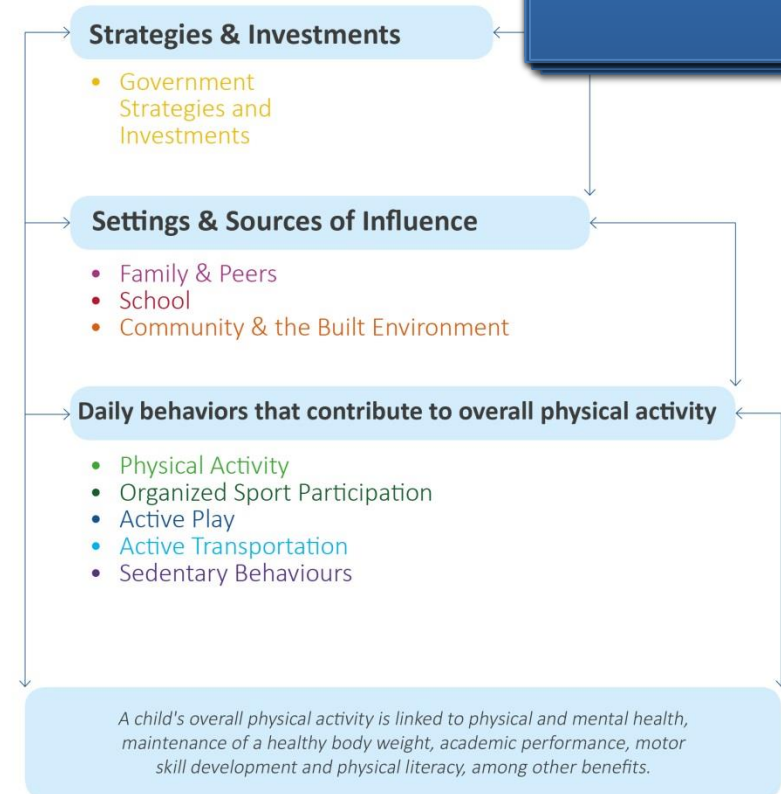 Strategies & Investments
• Government
Strategies and
Investments
Settings & Sources of Influence
• Family & Peers
• School
• Community & the Built Environment
Daily behaviors that contribute to overall physical activity
• Physical Activity
• Organized Sport Participation
• Active Play
• Active Transportation
• Sedentary Behaviours
A child's overall physical activity is linked to physical and mental health,
maintenance of a healthy body weight, academic performance, motor
skill development and physical literacy, among other benefits.